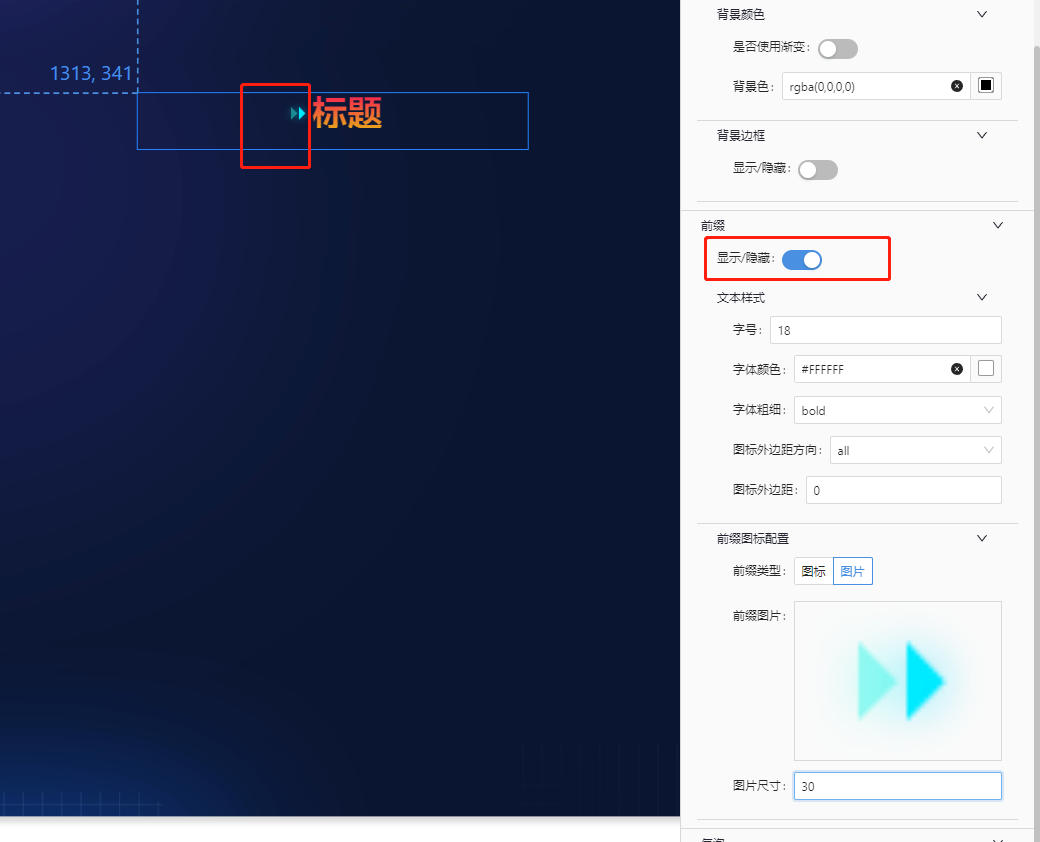 1313, 341
标题
背景颜色
是否使用渐变：
背景色： rgba(0,0,0,0)
背景边框
显示/隐藏：
前缀
显示/隐藏：
文本样式
字号： 18
字体颜色： #FFFFFF
字体粗细： bold
图标外边距方向： all
图标外边距： 0
前缀图标配置
前缀类型： 图标 图片
前缀图片：
图片尺寸： 30